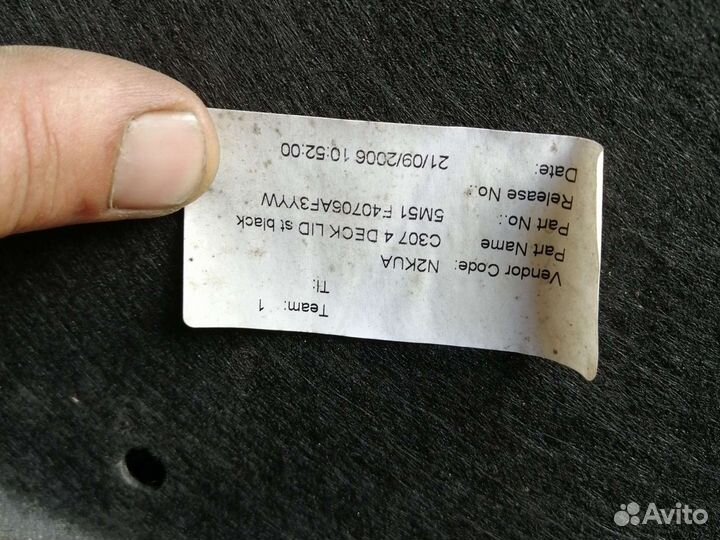 Team: 1
TI:
Vendor Code: N2KUA
Part Name C307 4 DECK LID st black
Part No.: 5M51 F40706AF3YYW
Release No.:
Date: 21/09/2006 10:52:00
Avito